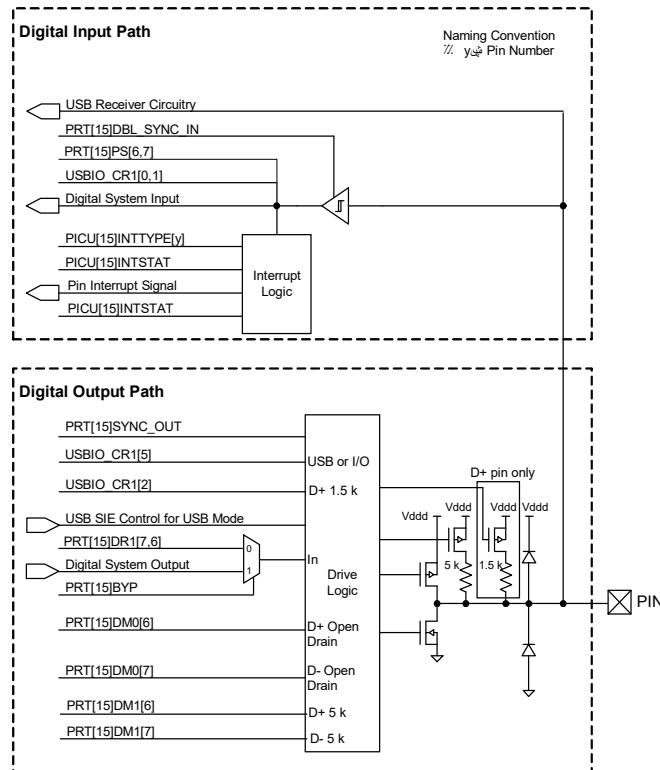 Digital Input Path
Naming Convention
Pin Number
USB Receiver Circuitry
PRT[15]DBL_SYNC_IN
PRT[15]PS[6,7]
USBIO_CR1[0,1]
Digital System Input
PICU[15]INTTYPE[y]
PICU[15]INTSTAT
Pin Interrupt Signal
PICU[15]INTSTAT
Interrupt
Logic
Digital Output Path
PRT[15]SYNC_OUT
USBIO_CR1[5]
USB or I/O
D+ pin only
USBIO_CR1[2]
D+ 1.5 k
Vddd
Vddd
Vddd
Vddd
USB SIE Control for USB Mode
PRT[15]DR1[7,6]
0
In
Digital System Output
1
5 k
1.5 k
Drive
Logic
PRT[15]BYP
PRT[15]DM0[6]
D+ Open
Drain
PIN
PRT[15]DM0[7]
D- Open
Drain
PRT[15]DM1[6]
D+ 5 k
PRT[15]DM1[7]
D- 5 k